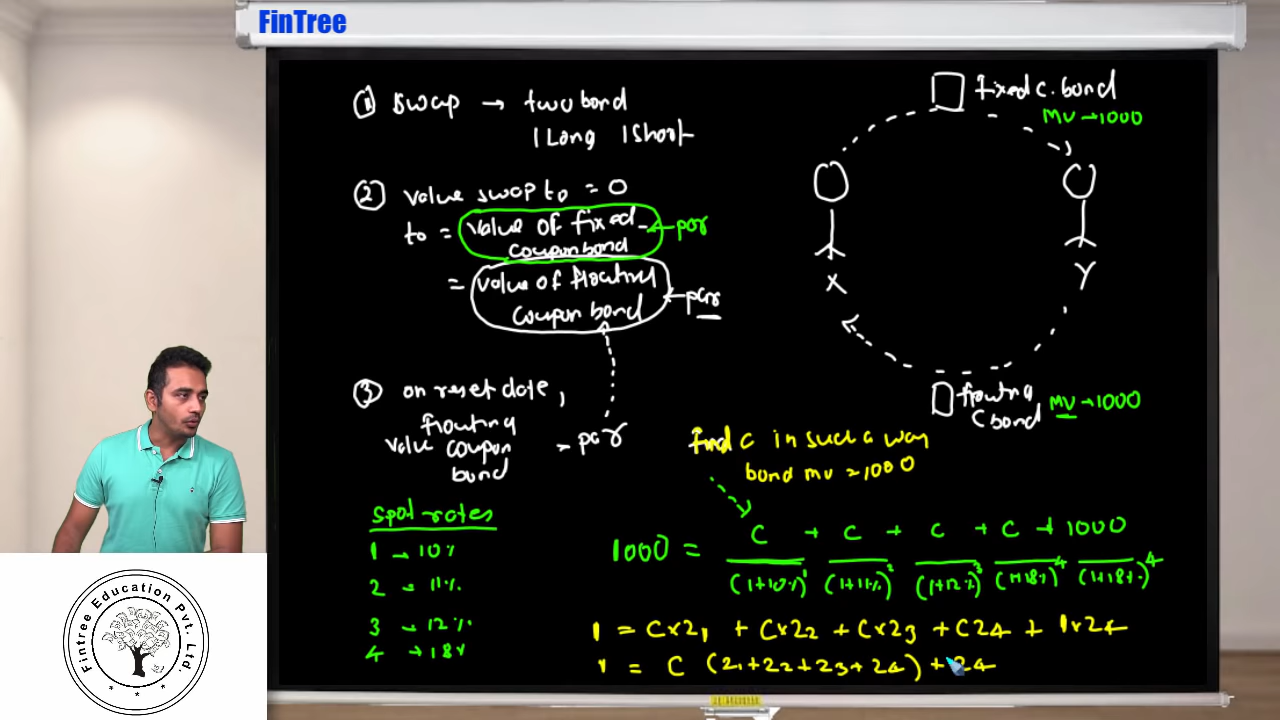 FinTree
① Swap → two bond
1 Long 1 Short
② value swap to = 0
to = value of fixed coupon bond ← par
= value of floating coupon bond ← par
③ on reset date,
floating
value coupon = par
bond
fixed c. bond
MV → 1000
X
Y
floating
C bond MV → 1000
find c in such a way
bond mv = 1000
Spot rates
1 → 10%
2 - 11%.
3 → 12%.
4 → 18%
1000 = C + C + C + C + 1000
(1+10%)¹ (1+11%)² (1+12%)³ (1+18%)⁴ (1+18%)⁴
1 = C×Z1 + C×Z2 + C×Z3 + CZ4 + 1×Z4
1 = C (Z1+Z2+Z3+Z4) + Z4
Fintree Education Pvt. Ltd.